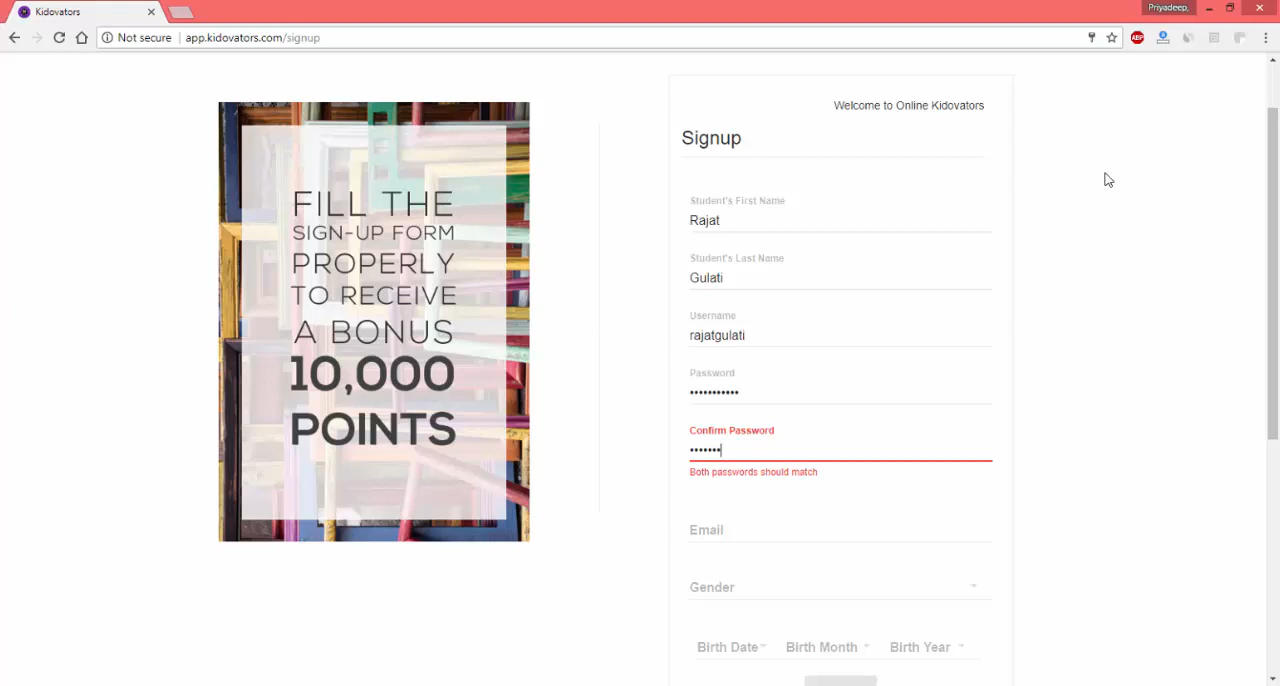 Kidovators
Priyadeep,
Not secure
app.kidovators.com/signup
ABP
FILL THE
SIGN-UP FORM
PROPERLY
TO RECEIVE
A BONUS
10,000
POINTS
Welcome to Online Kidovators
Signup
Student's First Name
Rajat
Student's Last Name
Gulati
Username
rajatgulati
Password
•••••••••••
Confirm Password
•••••••
Both passwords should match
Email
Gender
Birth Date Birth Month Birth Year